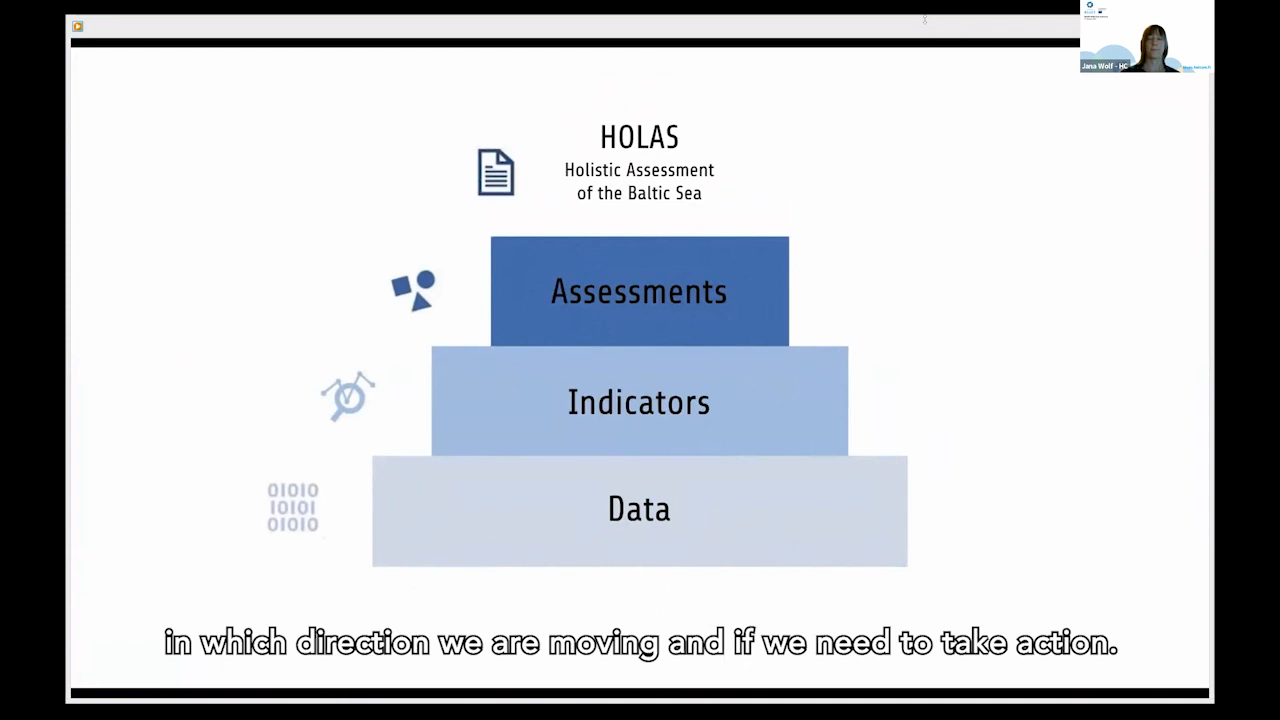 Jana Wolf - HC
HOLAS
Holistic Assessment
of the Baltic Sea
Assessments
Indicators
01010
10101
01010
Data
in which direction we are moving and if we need to take action.